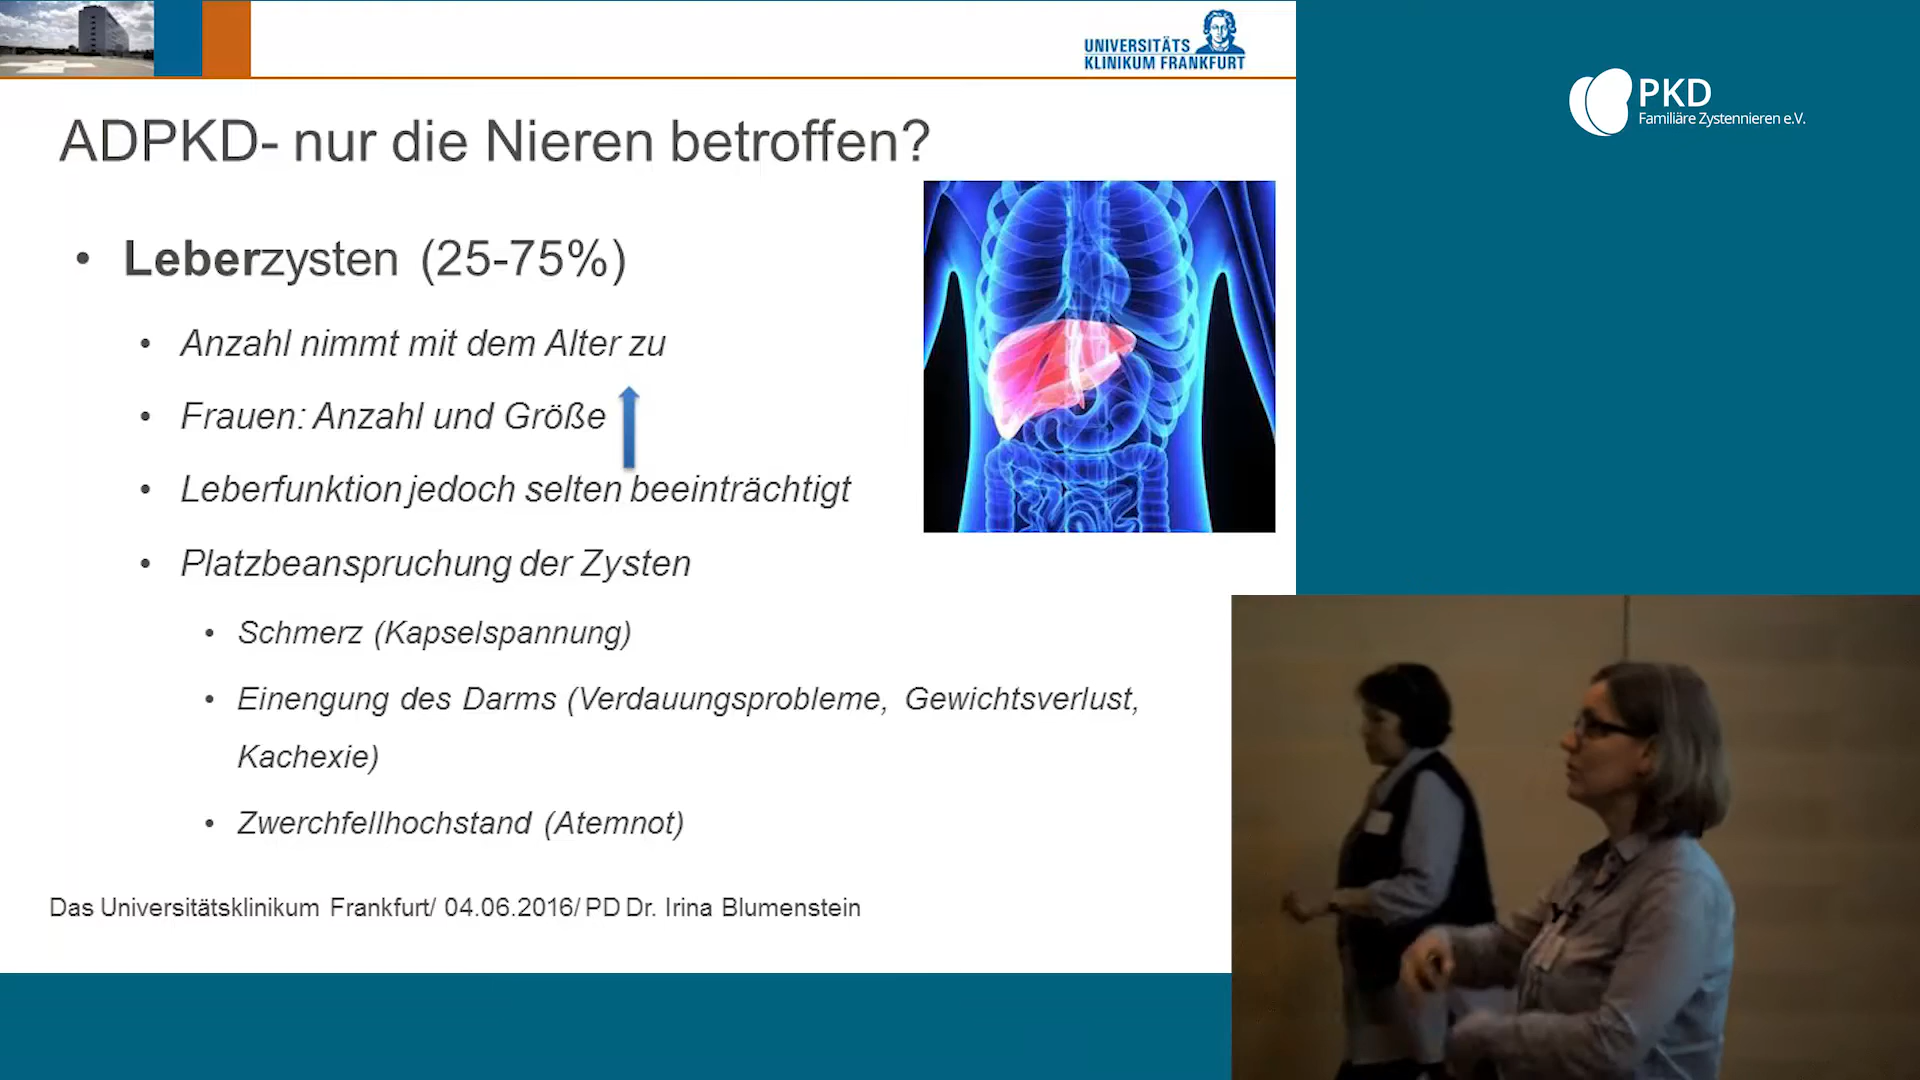 UNIVERSITÄTS
KLINIKUM FRANKFURT
PKD
Familiäre Zystennieren e.V.
ADPKD- nur die Nieren betroffen?
• Leberzysten (25-75%)
• Anzahl nimmt mit dem Alter zu
• Frauen: Anzahl und Größe
• Leberfunktion jedoch selten beeinträchtigt
• Platzbeanspruchung der Zysten
• Schmerz (Kapselspannung)
• Einengung des Darms (Verdauungsprobleme, Gewichtsverlust,
Kachexie)
• Zwerchfellhochstand (Atemnot)
Das Universitätsklinikum Frankfurt/ 04.06.2016/ PD Dr. Irina Blumenstein